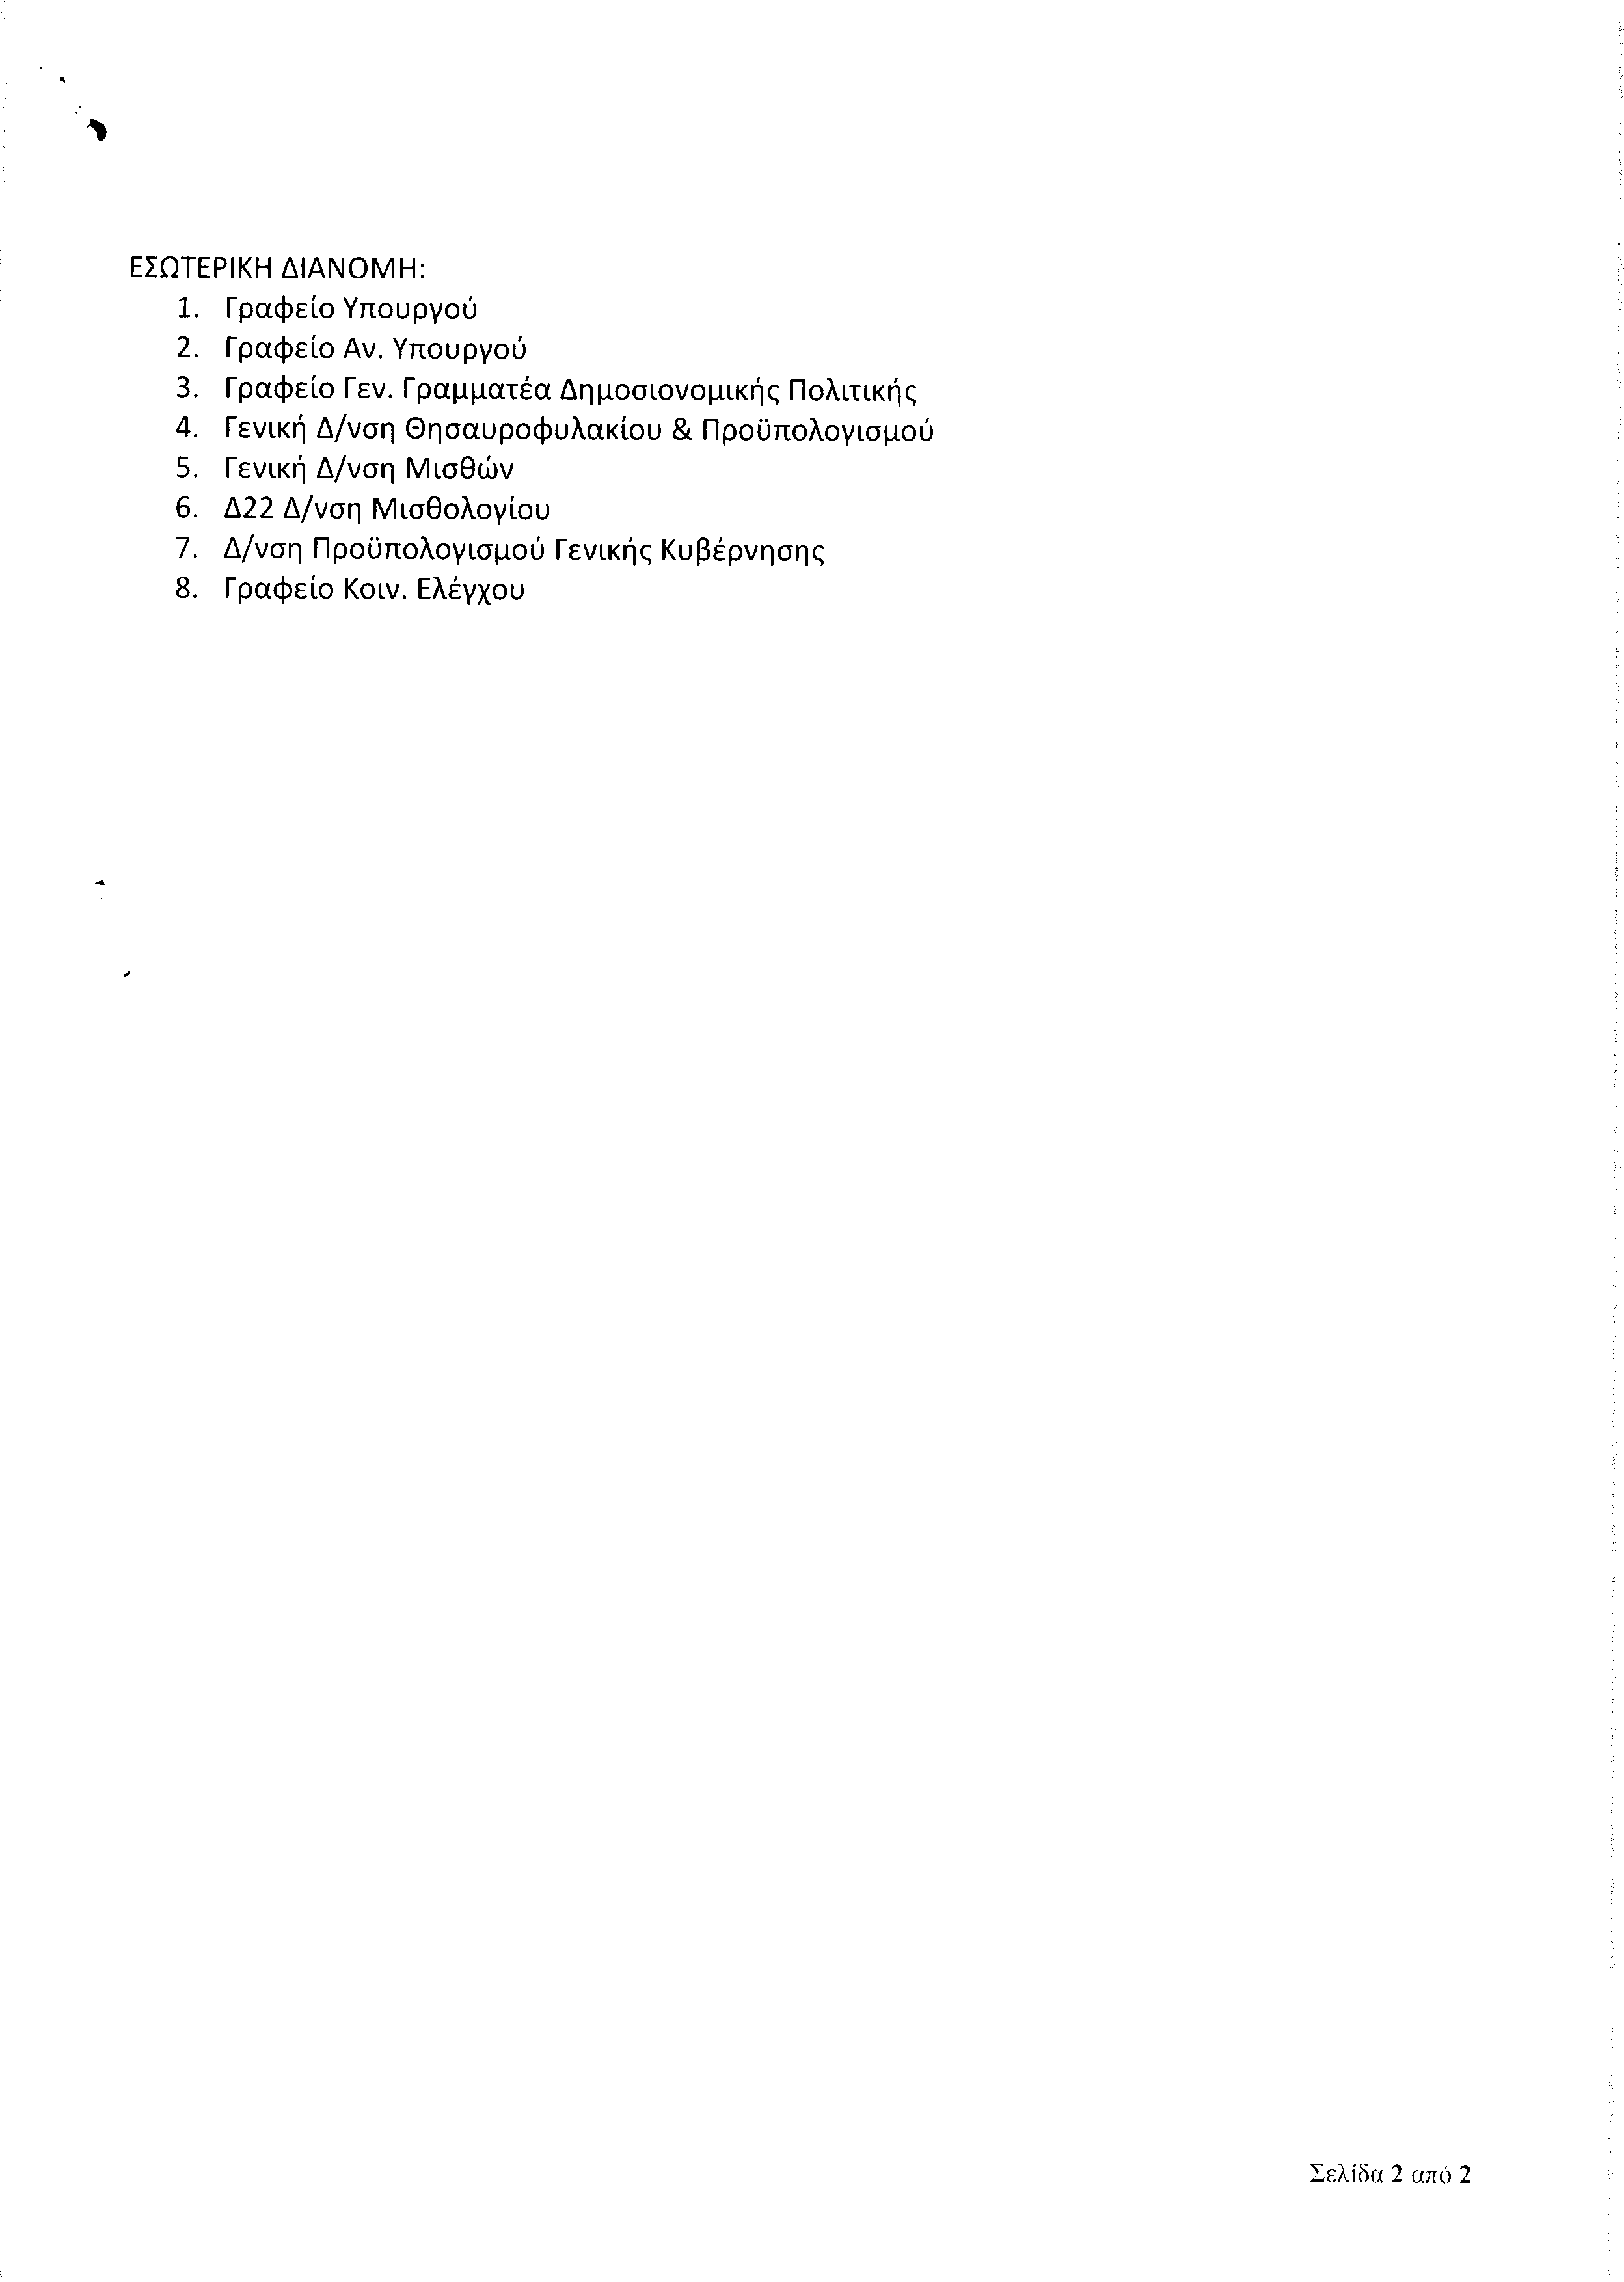 ΕΣΩΤΕΡΙΚΗ ΔΙΑΝΟΜΗ:
1. Γραφείο Υπουργού
2. Γραφείο Αν. Υπουργού
3. Γραφείο Γεν. Γραμματέα Δημοσιονομικής Πολιτικής
4. Γενική Δ/νση Θησαυροφυλακίου & Προϋπολογισμού
5. Γενική Δ/νση Μισθών
6. Δ22 Δ/νση Μισθολογίου
7. Δ/νση Προϋπολογισμού Γενικής Κυβέρνησης
8. Γραφείο Κοιν. Ελέγχου
Σελίδα 2 από 2